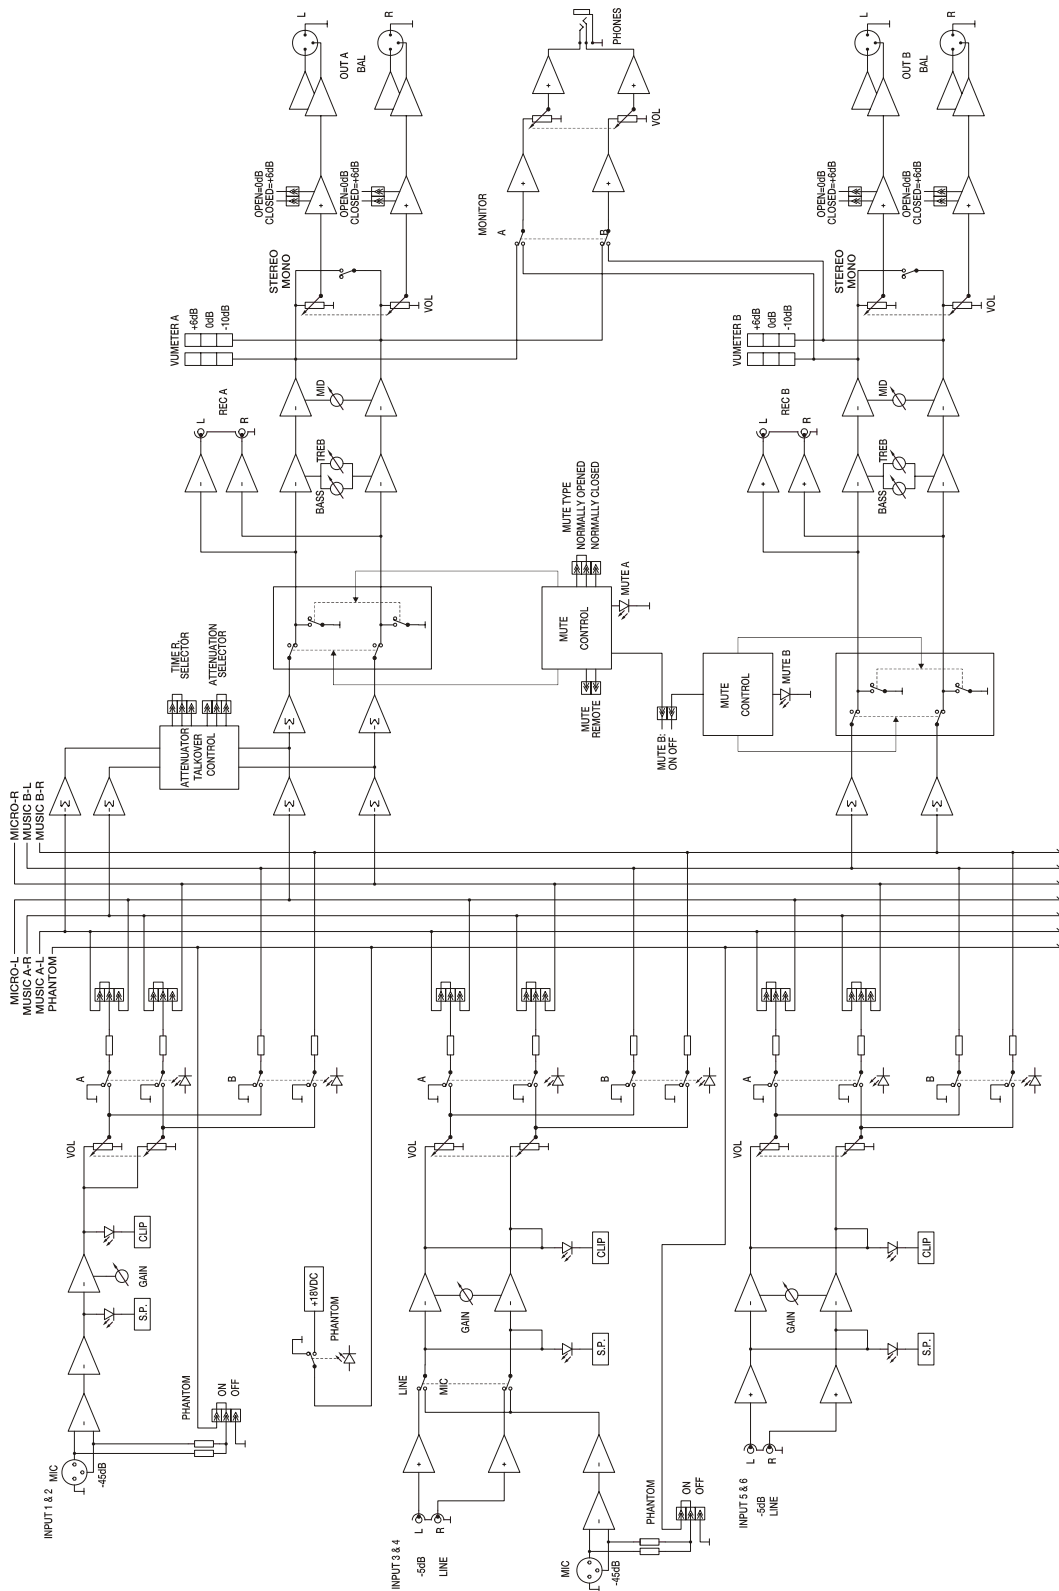 INPUT 1 & 2
MIC
-45dB
PHANTOM
ON
OFF
S.P.
GAIN
CLIP
VOL
A
B
+18VDC
PHANTOM
INPUT 3 & 4
-5dB
LINE
L
R
MIC
-45dB
PHANTOM
ON
OFF
LINE
MIC
S.P.
GAIN
CLIP
VOL
A
B
INPUT 5 & 6
-5dB
LINE
L
R
S.P.
GAIN
CLIP
VOL
A
B
MICRO-L
MUSIC A-R
MUSIC A-L
PHANTOM
MICRO-R
MUSIC B-L
MUSIC B-R
-Σ
-Σ
-Σ
-Σ
-Σ
-Σ
-Σ
-Σ
ATTENUATOR
TALKOVER
CONTROL
TIME R.
SELECTOR
ATTENUATION
SELECTOR
MUTE
CONTROL
MUTE
REMOTE
MUTE TYPE
NORMALLY OPENED
NORMALLY CLOSED
MUTE A
MUTE B:
ON OFF
MUTE
CONTROL
MUTE B
REC A
L
R
BASS
TREB
MID
VUMETER A
+6dB
0dB
-10dB
STEREO
MONO
VOL
OPEN=0dB
CLOSED=+6dB
OPEN=0dB
CLOSED=+6dB
OUT A
BAL
L
R
MONITOR
A
B
VOL
PHONES
REC B
L
R
BASS
TREB
MID
VUMETER B
+6dB
0dB
-10dB
STEREO
MONO
VOL
OPEN=0dB
CLOSED=+6dB
OPEN=0dB
CLOSED=+6dB
OUT B
BAL
L
R